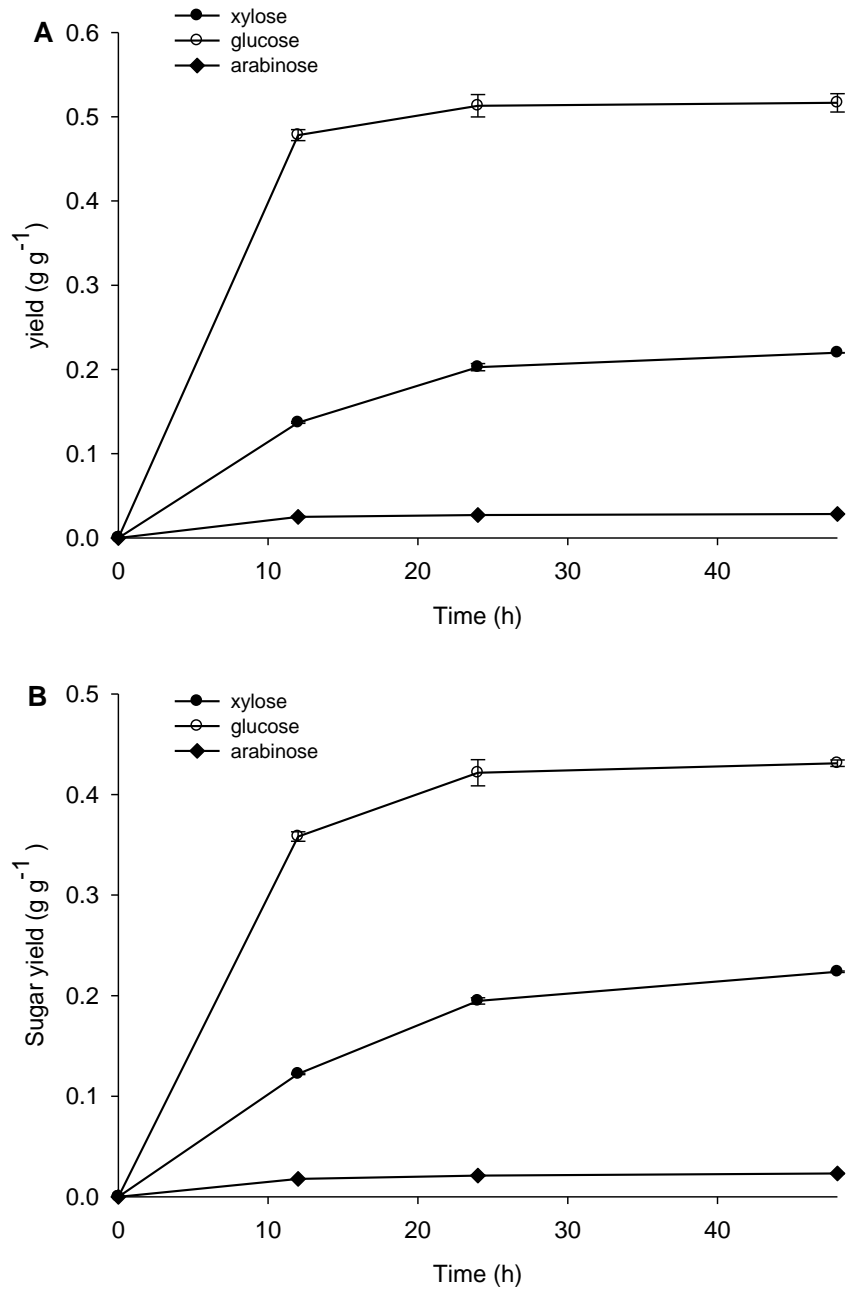 A
xylose
glucose
arabinose
0.6
0.5
0.4
0.3
0.2
0.1
0.0
yield (g g⁻¹)
0 10 20 30 40
Time (h)
B
xylose
glucose
arabinose
0.5
0.4
0.3
0.2
0.1
0.0
Sugar yield (g g⁻¹ )
0 10 20 30 40
Time (h)